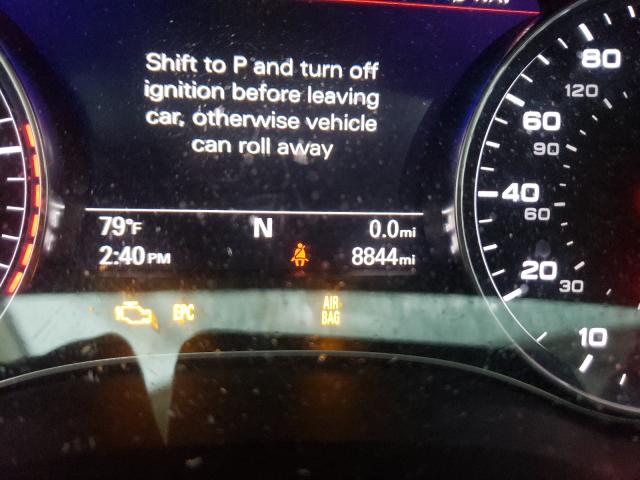 Shift to P and turn off
ignition before leaving
car, otherwise vehicle
can roll away
79°F N 0.0mi
2:40PM 8844mi
EPC AIR BAG
80
120
60
90
40
60
20
30
10